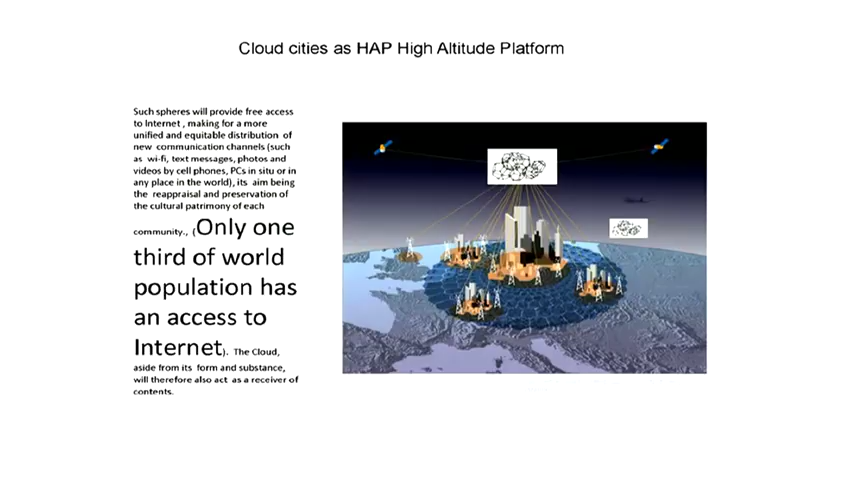 Cloud cities as HAP High Altitude Platform
Such spheres will provide free access
to Internet , making for a more
unified and equitable distribution of
new communication channels (such
as wi-fi, text messages, photos and
videos by cell phones, PCs in situ or in
any place in the world), its aim being
the reappraisal and preservation of
the cultural patrimony of each
community., (Only one
third of world
population has
an access to
Internet). The Cloud,
aside from its form and substance,
will therefore also act as a receiver of
contents.